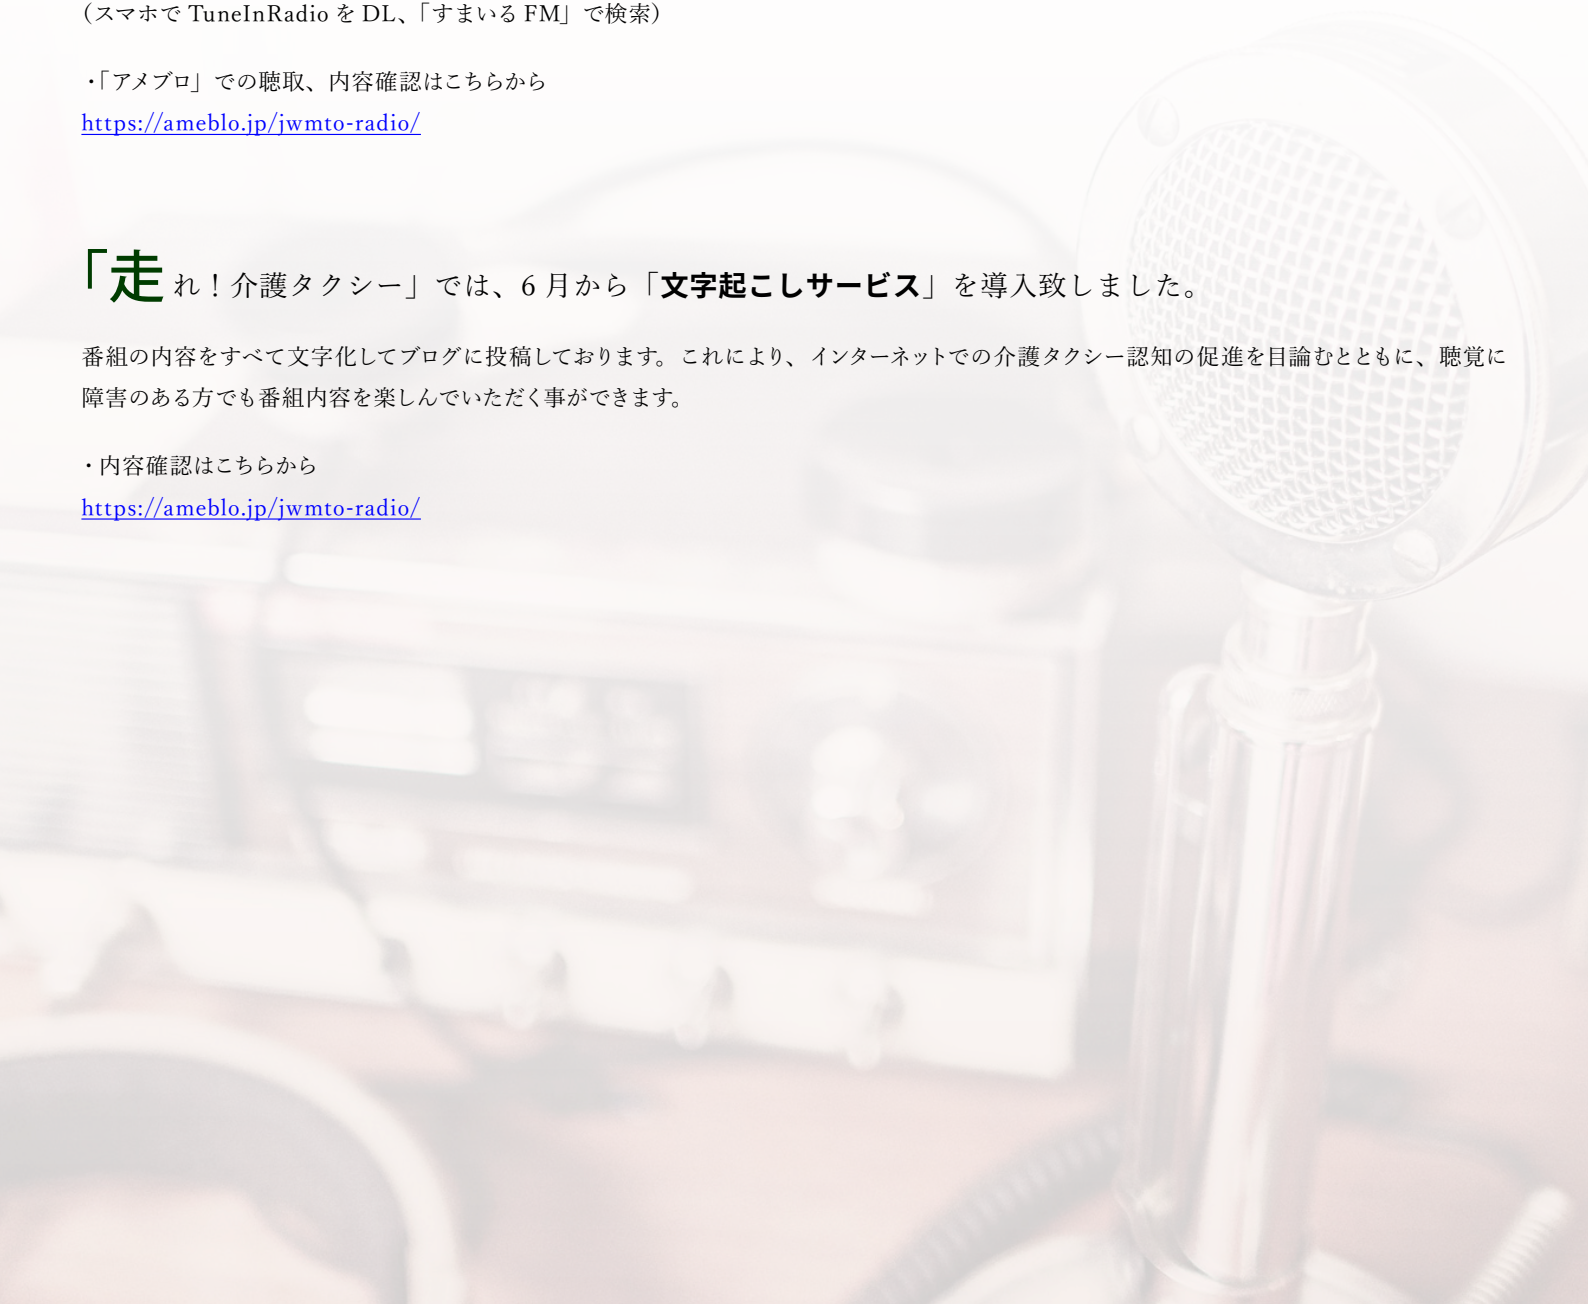 （スマホで TuneInRadio を DL、「すまいる FM」で検索）
・「アメブロ」での聴取、内容確認はこちらから
https://ameblo.jp/jwmto-radio/
「走れ！介護タクシー」では、6 月から「文字起こしサービス」を導入致しました。
番組の内容をすべて文字化してブログに投稿しております。これにより、インターネットでの介護タクシー認知の促進を目論むとともに、聴覚に
障害のある方でも番組内容を楽しんでいただく事ができます。
・内容確認はこちらから
https://ameblo.jp/jwmto-radio/